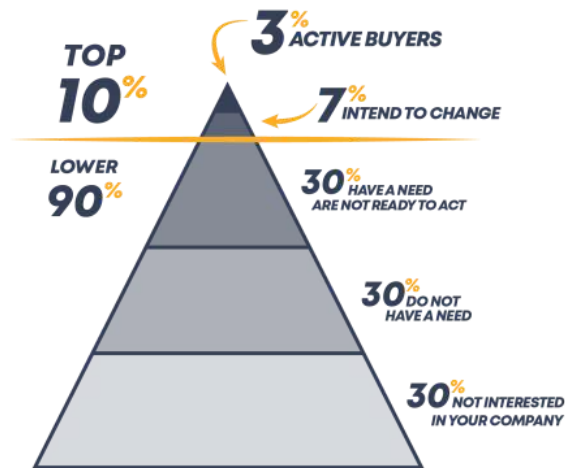 3% ACTIVE BUYERS
TOP
10%
7% INTEND TO CHANGE
LOWER
90%
30% HAVE A NEED
ARE NOT READY TO ACT
30% DO NOT
HAVE A NEED
30% NOT INTERESTED
IN YOUR COMPANY